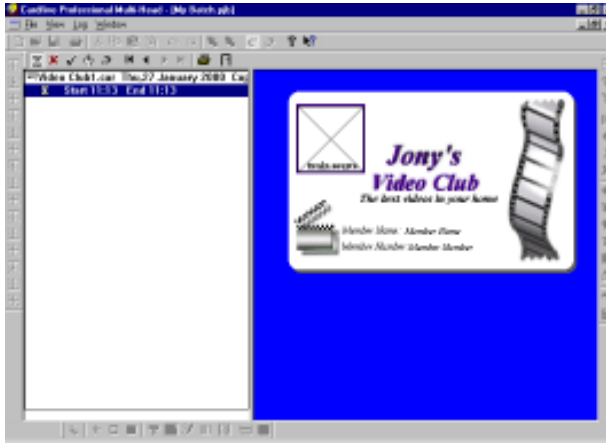 Cardfive Professional Multi-Head - [My Batch.pjb]
File View Log Window
Video Club1.car Thu,27 January 2000
Start 11:13 End 11:13
Jony's
Video Club
The best videos in your home
Member Name: Member Name
Member Number Member Number